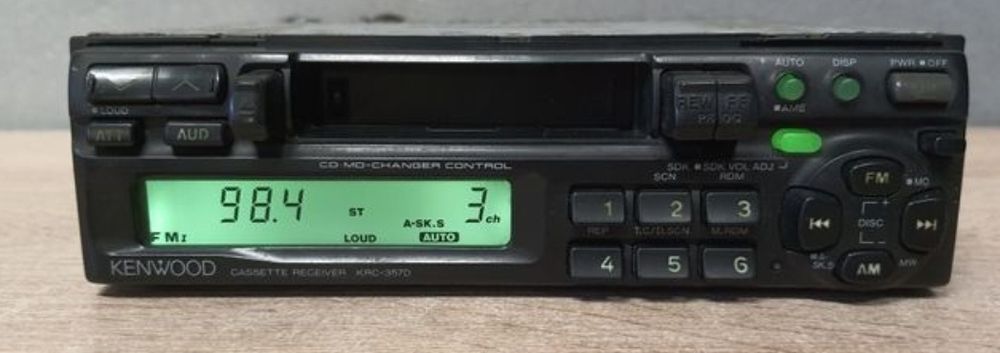 AUTO DISP PWR ■ OFF
■ LOUD
REW FF
PROG
■ AME
ATT AUD
CD MD-CHANGER CONTROL
SDK ■ SDK VOL ADJ
SCN RDM
FM
■ MO
98.4 ST A-SK.S 3ch
FM1 LOUD AUTO
1 2 3
REP T.C/D.SCN M.RDM
DISC
+
-
4 5 6
■ A-SK.S
AM
MW
KENWOOD CASSETTE RECEIVER KRC-357D